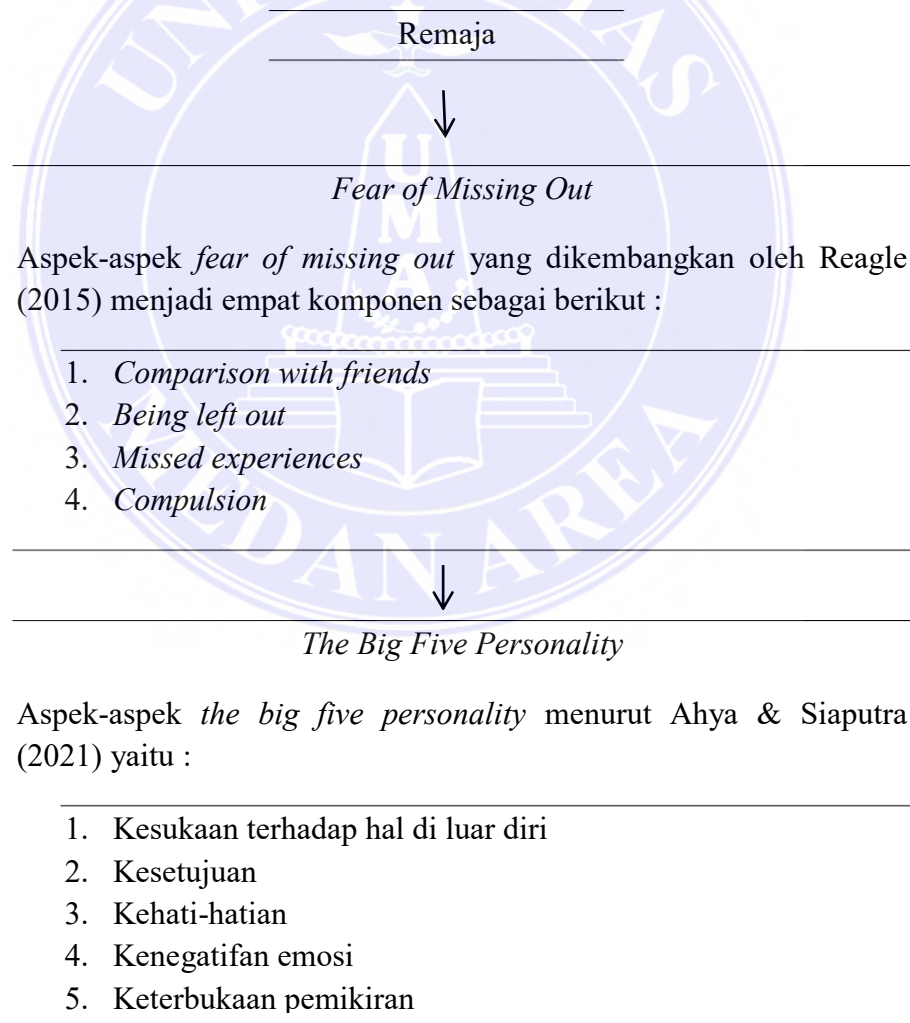 Remaja
Fear of Missing Out
Aspek-aspek fear of missing out yang dikembangkan oleh Reagle
(2015) menjadi empat komponen sebagai berikut :
1. Comparison with friends
2. Being left out
3. Missed experiences
4. Compulsion
The Big Five Personality
Aspek-aspek the big five personality menurut Ahya & Siaputra
(2021) yaitu :
1. Kesukaan terhadap hal di luar diri
2. Kesetujuan
3. Kehati-hatian
4. Kenegatifan emosi
5. Keterbukaan pemikiran
UMA
MEDAN AREA